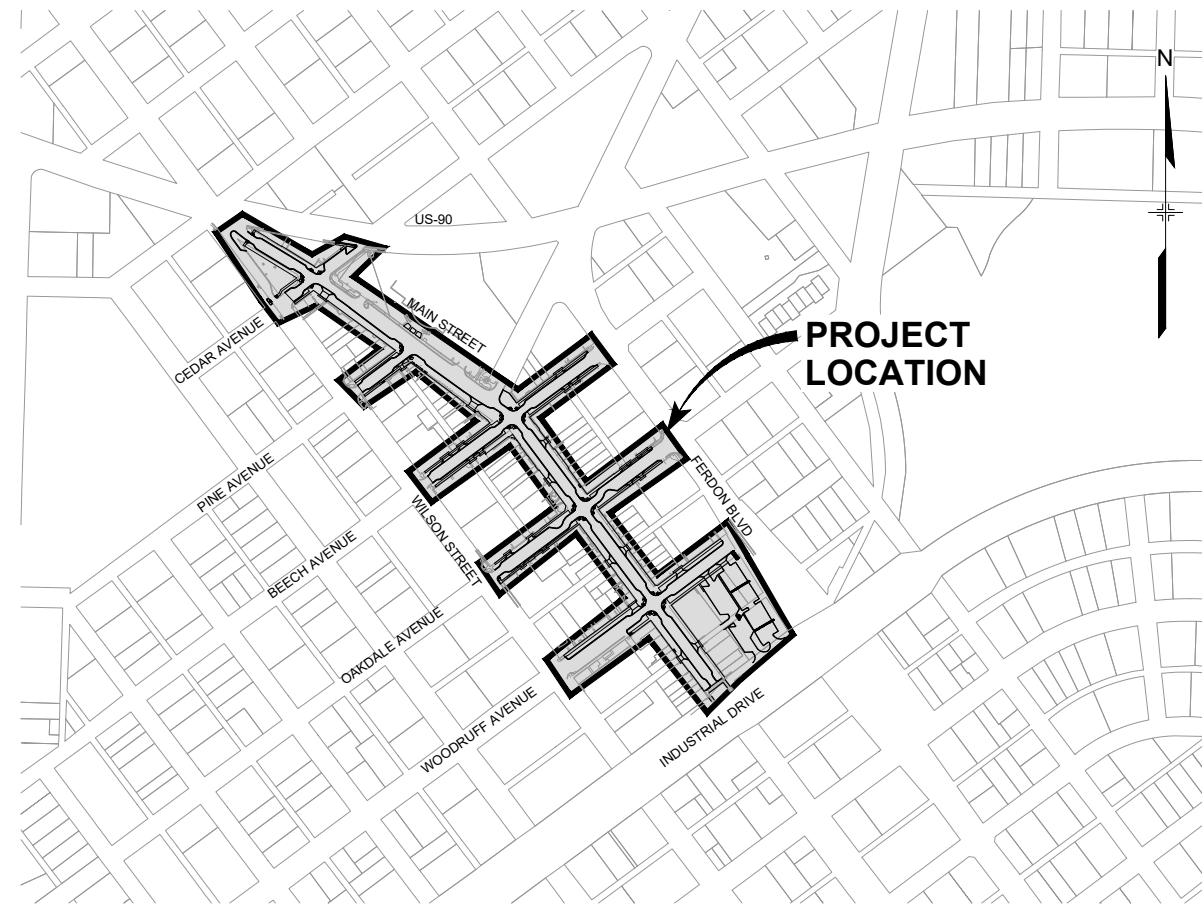 N
US-90
MAIN STREET
CEDAR AVENUE
PROJECT
LOCATION
PINE AVENUE
FERDON BLVD
WILSON STREET
BEECH AVENUE
OAKDALE AVENUE
WOODRUFF AVENUE
INDUSTRIAL DRIVE